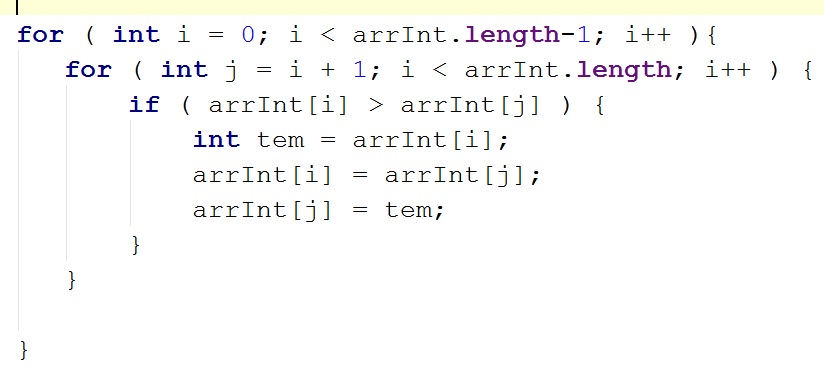 for ( int i = 0; i < arrInt.length-1; i++ ){
for ( int j = i + 1; i < arrInt.length; i++ ) {
if ( arrInt[i] > arrInt[j] ) {
int tem = arrInt[i];
arrInt[i] = arrInt[j];
arrInt[j] = tem;
}
}
}